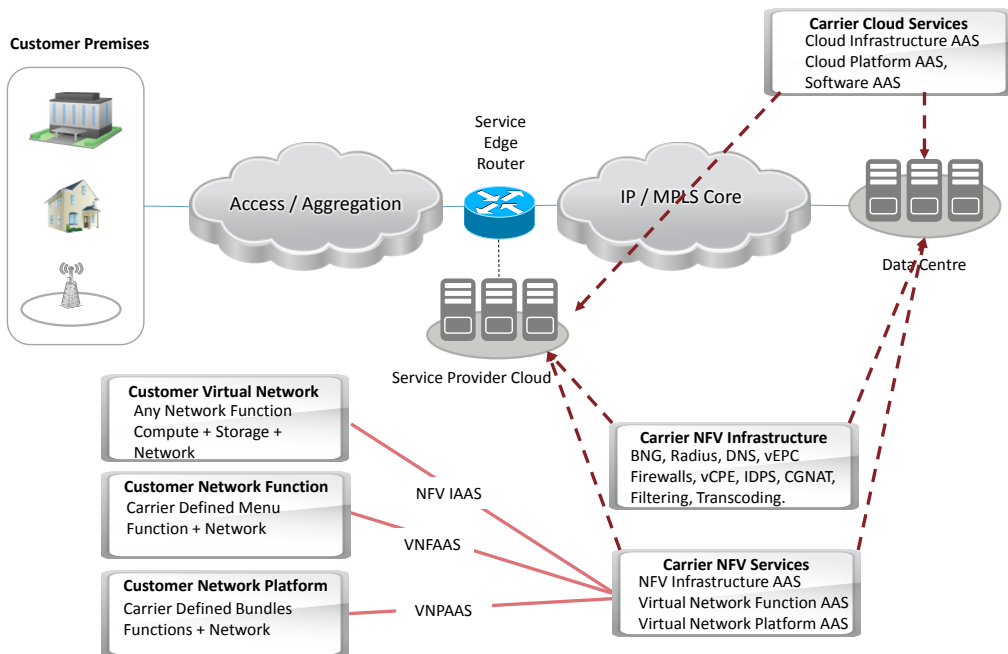 Customer Premises
Carrier Cloud Services
Cloud Infrastructure AAS
Cloud Platform AAS,
Software AAS
Service
Edge
Router
Access / Aggregation
IP / MPLS Core
Data Centre
Service Provider Cloud
Customer Virtual Network
Any Network Function
Compute + Storage +
Network
Carrier NFV Infrastructure
BNG, Radius, DNS, vEPC
Firewalls, vCPE, IDPS, CGNAT,
Filtering, Transcoding.
NFV IAAS
Customer Network Function
Carrier Defined Menu
Function + Network
VNFAAS
Carrier NFV Services
NFV Infrastructure AAS
Virtual Network Function AAS
Virtual Network Platform AAS
Customer Network Platform
Carrier Defined Bundles
Functions + Network
VNPAAS